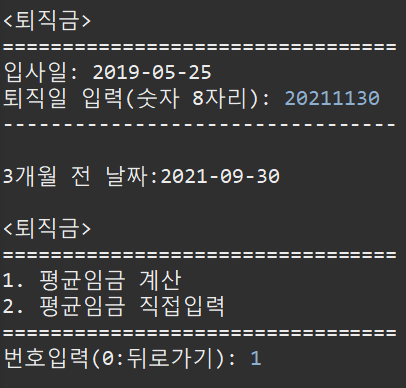 <퇴직금>
=================================
입사일: 2019-05-25
퇴직일 입력(숫자 8자리): 20211130
---------------------------------
3개월 전 날짜:2021-09-30
<퇴직금>
=================================
1. 평균임금 계산
2. 평균임금 직접입력
=================================
번호입력(0:뒤로가기): 1